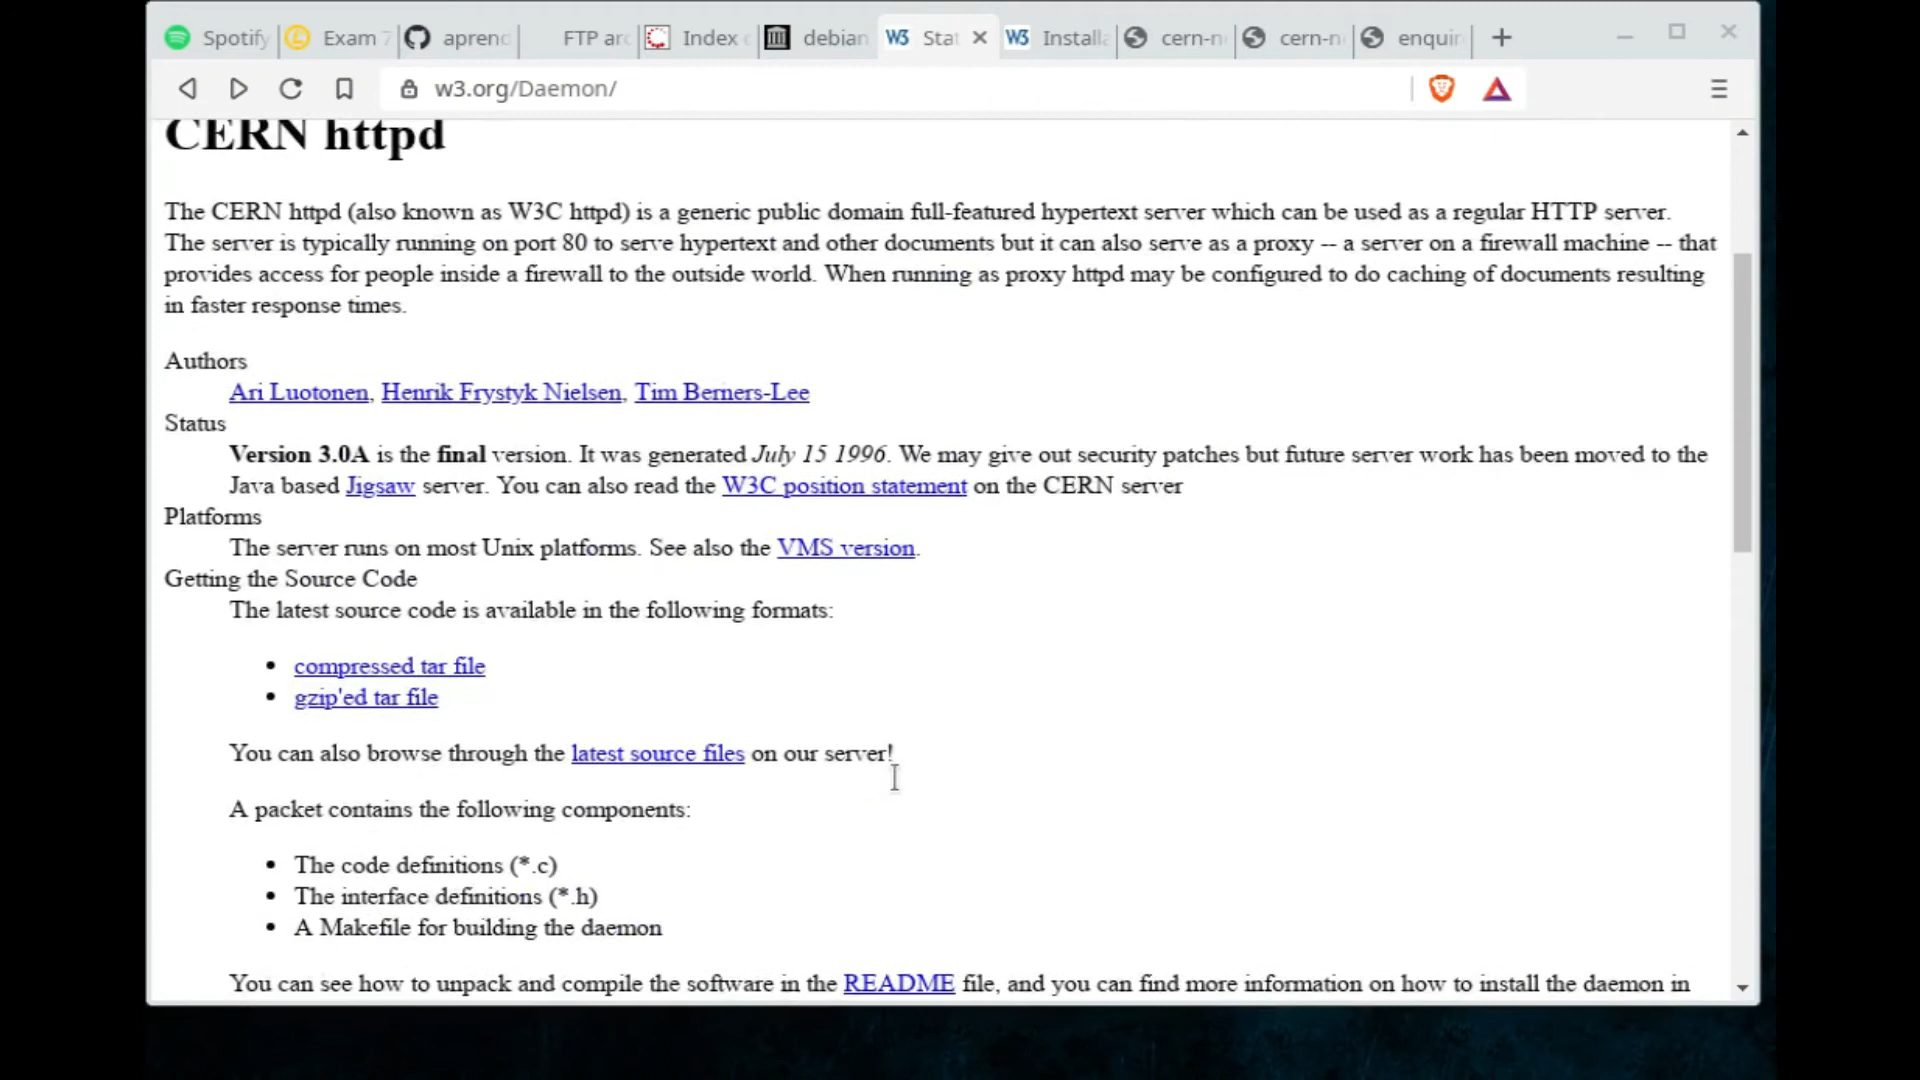 Spotify Exam 7 aprend FTP arc Index debian Stat Installa cern-n cern-n enquir
w3.org/Daemon/
CERN httpd
The CERN httpd (also known as W3C httpd) is a generic public domain full-featured hypertext server which can be used as a regular HTTP server.
The server is typically running on port 80 to serve hypertext and other documents but it can also serve as a proxy -- a server on a firewall machine -- that
provides access for people inside a firewall to the outside world. When running as proxy httpd may be configured to do caching of documents resulting
in faster response times.
Authors
Ari Luotonen, Henrik Frystyk Nielsen, Tim Berners-Lee
Status
Version 3.0A is the final version. It was generated July 15 1996. We may give out security patches but future server work has been moved to the
Java based Jigsaw server. You can also read the W3C position statement on the CERN server
Platforms
The server runs on most Unix platforms. See also the VMS version.
Getting the Source Code
The latest source code is available in the following formats:
• compressed tar file
• gzip'ed tar file
You can also browse through the latest source files on our server!
A packet contains the following components:
• The code definitions (*.c)
• The interface definitions (*.h)
• A Makefile for building the daemon
You can see how to unpack and compile the software in the README file, and you can find more information on how to install the daemon in